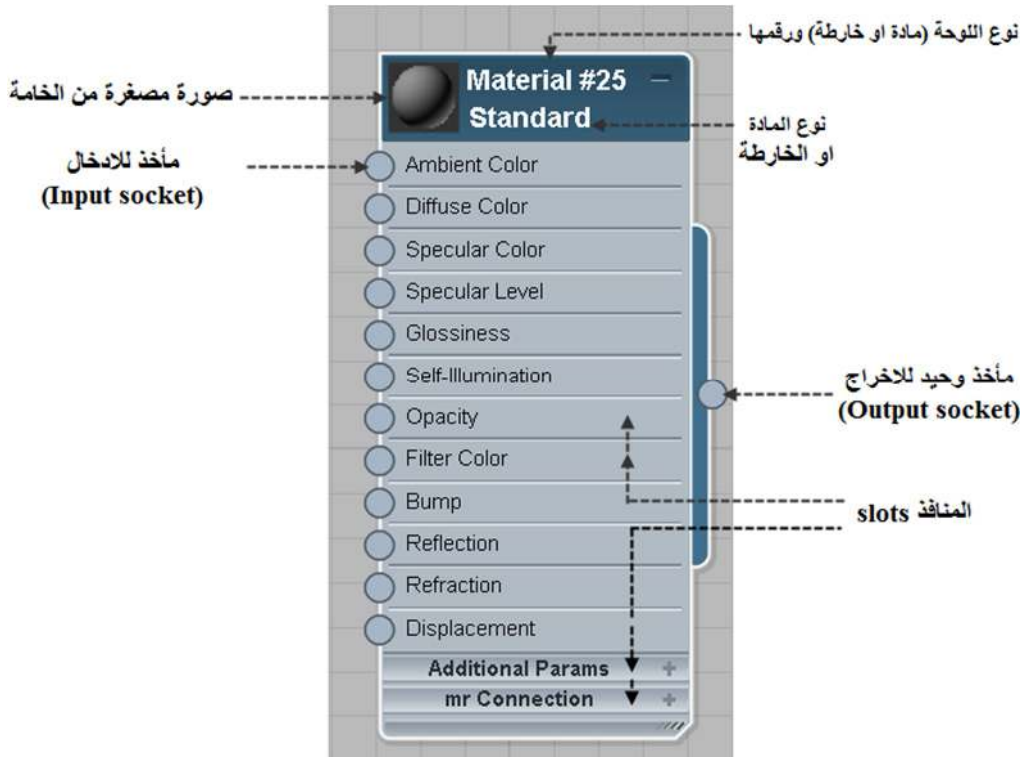 نوع اللوحة (مادة او خارطة) ورقمها
Material #25
Standard
صورة مصغرة من الخامة
نوع المادة
او الخارطة
مأخذ للادخال
(Input socket)
Ambient Color
Diffuse Color
Specular Color
Specular Level
Glossiness
Self-Illumination
مأخذ وحيد للاخراج
(Output socket)
Opacity
Filter Color
Bump
المنافذ slots
Reflection
Refraction
Displacement
Additional Params
mr Connection